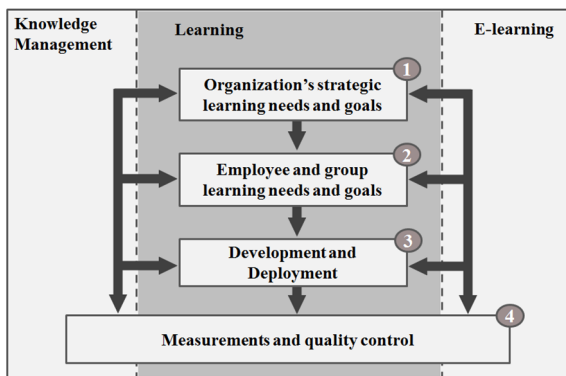 Knowledge
Management
Learning
E-learning
1
Organization's strategic
learning needs and goals
2
Employee and group
learning needs and goals
3
Development and
Deployment
4
Measurements and quality control